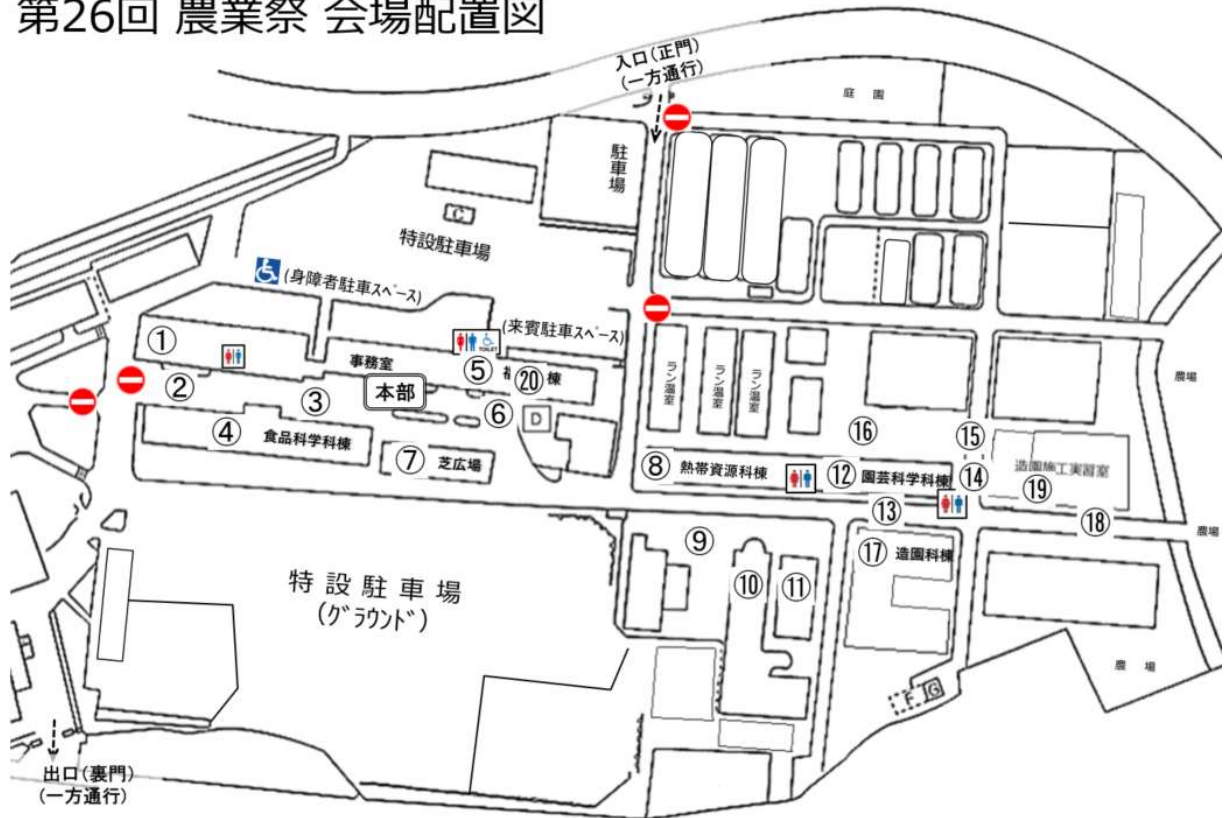 第26回 農業祭 会場配置図
入口(正門)
(一方通行)
庭園
駐車場
C
特設駐車場
(身障者駐車スペース)
(来賓駐車スペース)
①
事務室
TOILET
⑤
福
⑳
棟
②
③
本部
⑥
D
④
食品科学科棟
⑦
芝広場
ラン温室
ラン温室
ラン温室
農場
⑯
⑮
⑧
熱帯資源科棟
⑫
園芸科学科棟
⑭
造園施工実習室
⑲
⑬
⑱
農場
⑨
⑰
造園科棟
⑩
⑪
特設駐車場
(グラウンド)
農場
F
G
出口(裏門)
(一方通行)